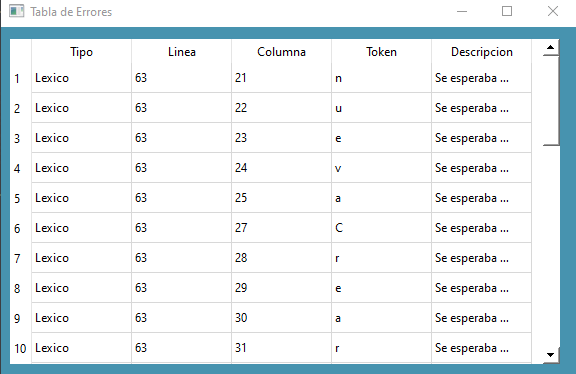 Tabla de Errores
Tipo Linea Columna Token Descripcion
1 Lexico 63 21 n Se esperaba ...
2 Lexico 63 22 u Se esperaba ...
3 Lexico 63 23 e Se esperaba ...
4 Lexico 63 24 v Se esperaba ...
5 Lexico 63 25 a Se esperaba ...
6 Lexico 63 27 C Se esperaba ...
7 Lexico 63 28 r Se esperaba ...
8 Lexico 63 29 e Se esperaba ...
9 Lexico 63 30 a Se esperaba ...
10 Lexico 63 31 r Se esperaba ...